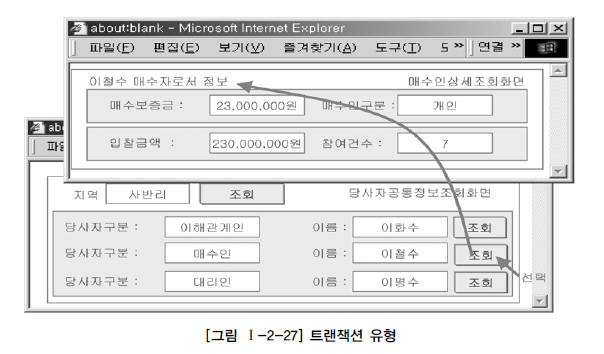 about:blank - Microsoft Internet Explorer
파일(F) 편집(E) 보기(V) 즐겨찾기(A) 도구(T) 5 » 연결 »
이철수 매수자로서 정보 매수인상세조회화면
매수보증금 : 23,000,000원 매수인구분 : 개인
입찰금액 : 230,000,000원 참여건수 : 7
지역 사반리 조회 당사자공통정보조회화면
당사자구분 : 이해관계인 이름 : 이화수 조회
당사자구분 : 매수인 이름 : 이철수 조회
선택
당사자구분 : 대리인 이름 : 이명수 조회
[그림 Ⅰ-2-27] 트랜잭션 유형